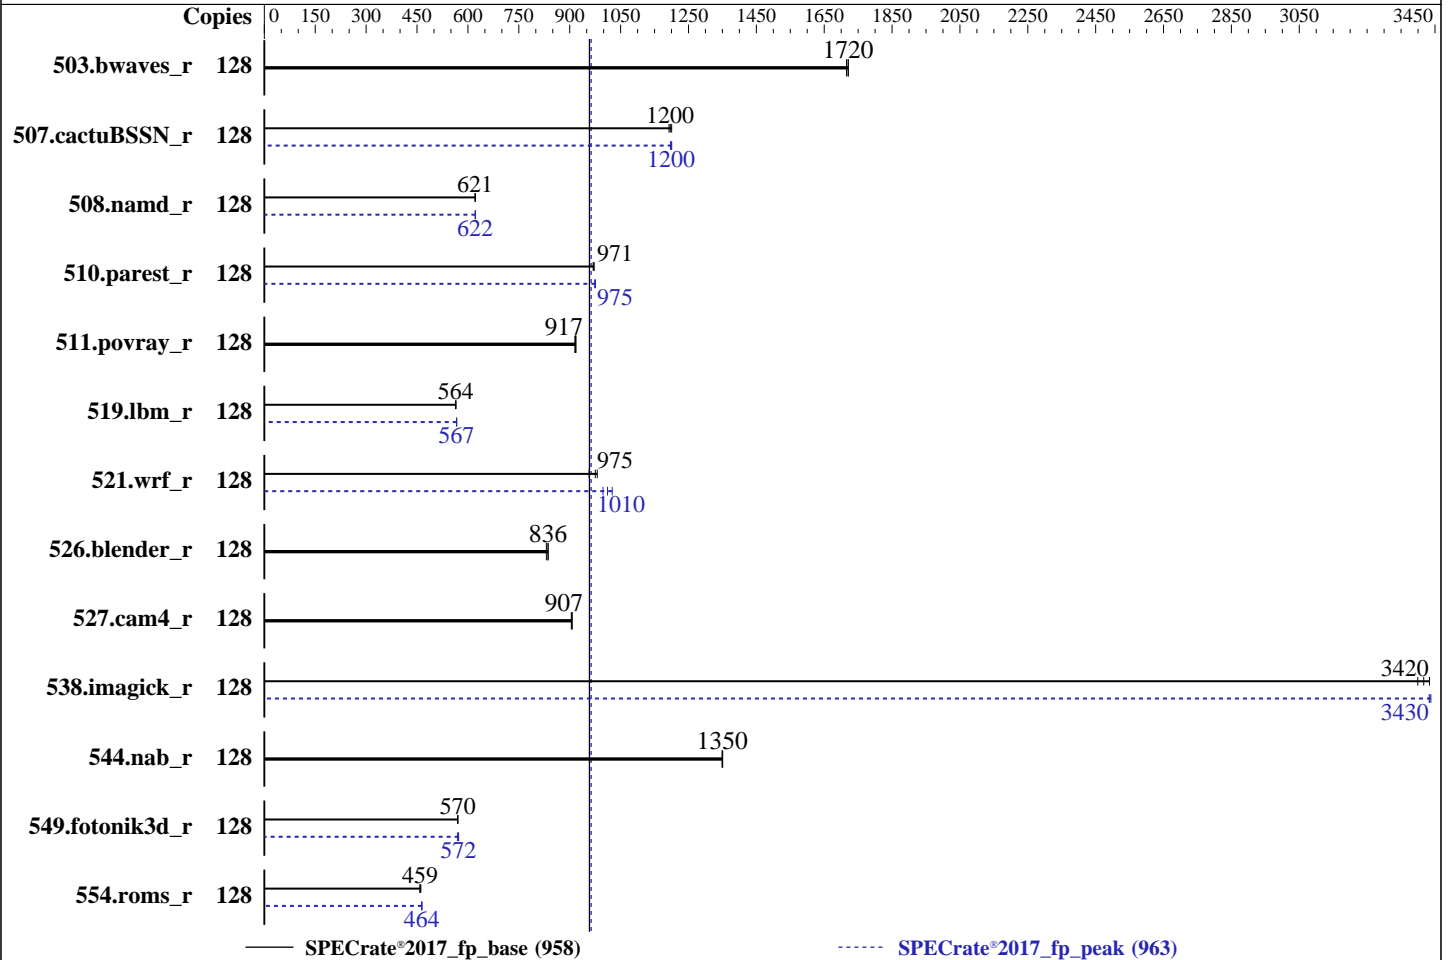 Copies 0 150 300 450 600 750 900 1050 1250 1450 1650 1850 2050 2250 2450 2650 2850 3050 3450
503.bwaves_r 128 1720
507.cactuBSSN_r 128 1200
1200
508.namd_r 128 621
622
510.parest_r 128 971
975
511.povray_r 128 917
519.lbm_r 128 564
567
521.wrf_r 128 975
1010
526.blender_r 128 836
527.cam4_r 128 907
538.imagick_r 128 3420
3430
544.nab_r 128 1350
549.fotonik3d_r 128 570
572
554.roms_r 128 459
464
SPECrate®2017_fp_base (958) SPECrate®2017_fp_peak (963)